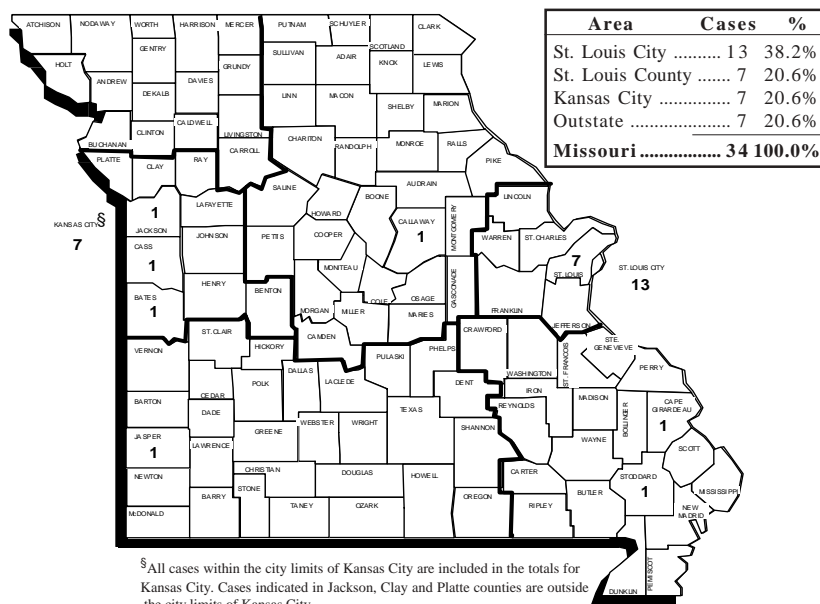 Area Cases %
St. Louis City .......... 13 38.2%
St. Louis County ....... 7 20.6%
Kansas City ............... 7 20.6%
Outstate .................... 7 20.6%
Missouri ................. 34 100.0%
ATCHISON NODAWAY WORTH HARRISON MERCER PUTNAM SCHUYLER CLARK
SCOTLAND
HOLT GENTRY SULLIVAN ADAIR KNOX LEWIS
ANDREW DAVIES GRUNDY
DEKALB LINN MACON SHELBY MARION
BUCHANAN CLINTON CALDWELL LIVINGSTON CHARITON RANDOLPH MONROE RALLS
PLATTE CLAY RAY CARROLL PIKE
SALINE AUDRAIN
KANSAS CITY§
7
1
JACKSON
LAFAYETTE HOWARD BOONE CALLAWAY
1
MONTGOMERY LINCOLN
CASS
1
JOHNSON PETTIS COOPER WARREN ST. CHARLES
7
ST. LOUIS
ST. LOUIS CITY
13
BATES
1
HENRY BENTON MONITEAU MORGAN MILLER COLE OSAGE GASCONADE FRANKLIN JEFFERSON
MARIES
VERNON ST. CLAIR HICKORY CAMDEN PULASKI PHELPS CRAWFORD WASHINGTON ST. FRANCOIS STE.
GENEVIEVE
PERRY
BARTON CEDAR POLK DALLAS LACLEDE DENT IRON MADISON
DADE TEXAS REYNOLDS BOLLINGER CAPE
GIRARDEAU
1
JASPER
1
LAWRENCE GREENE WEBSTER WRIGHT SHANNON WAYNE SCOTT
NEWTON CHRISTIAN DOUGLAS HOWELL CARTER STODDARD
1
MISSISSIPPI
McDONALD BARRY STONE TANEY OZARK OREGON RIPLEY BUTLER NEW
MADRID
PEMISCOT
DUNKLIN
§All cases within the city limits of Kansas City are included in the totals for
Kansas City. Cases indicated in Jackson, Clay and Platte counties are outside
the city limits of Kansas City.